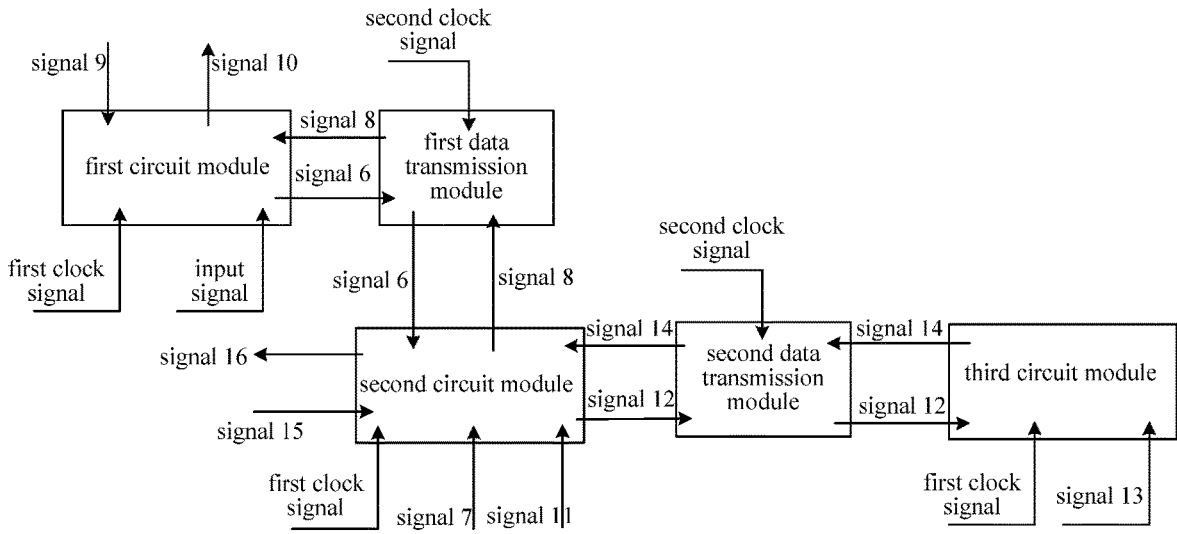 second clock
signal
signal 9
signal 10
first circuit module
signal 8
signal 6
first data
transmission
module
first clock
signal
input
signal
signal 6
signal 8
second clock
signal
signal 16
second circuit module
signal 14
signal 12
second data
transmission
module
signal 14
signal 12
third circuit module
signal 15
first clock
signal
signal 7
signal 11
first clock
signal
signal 13